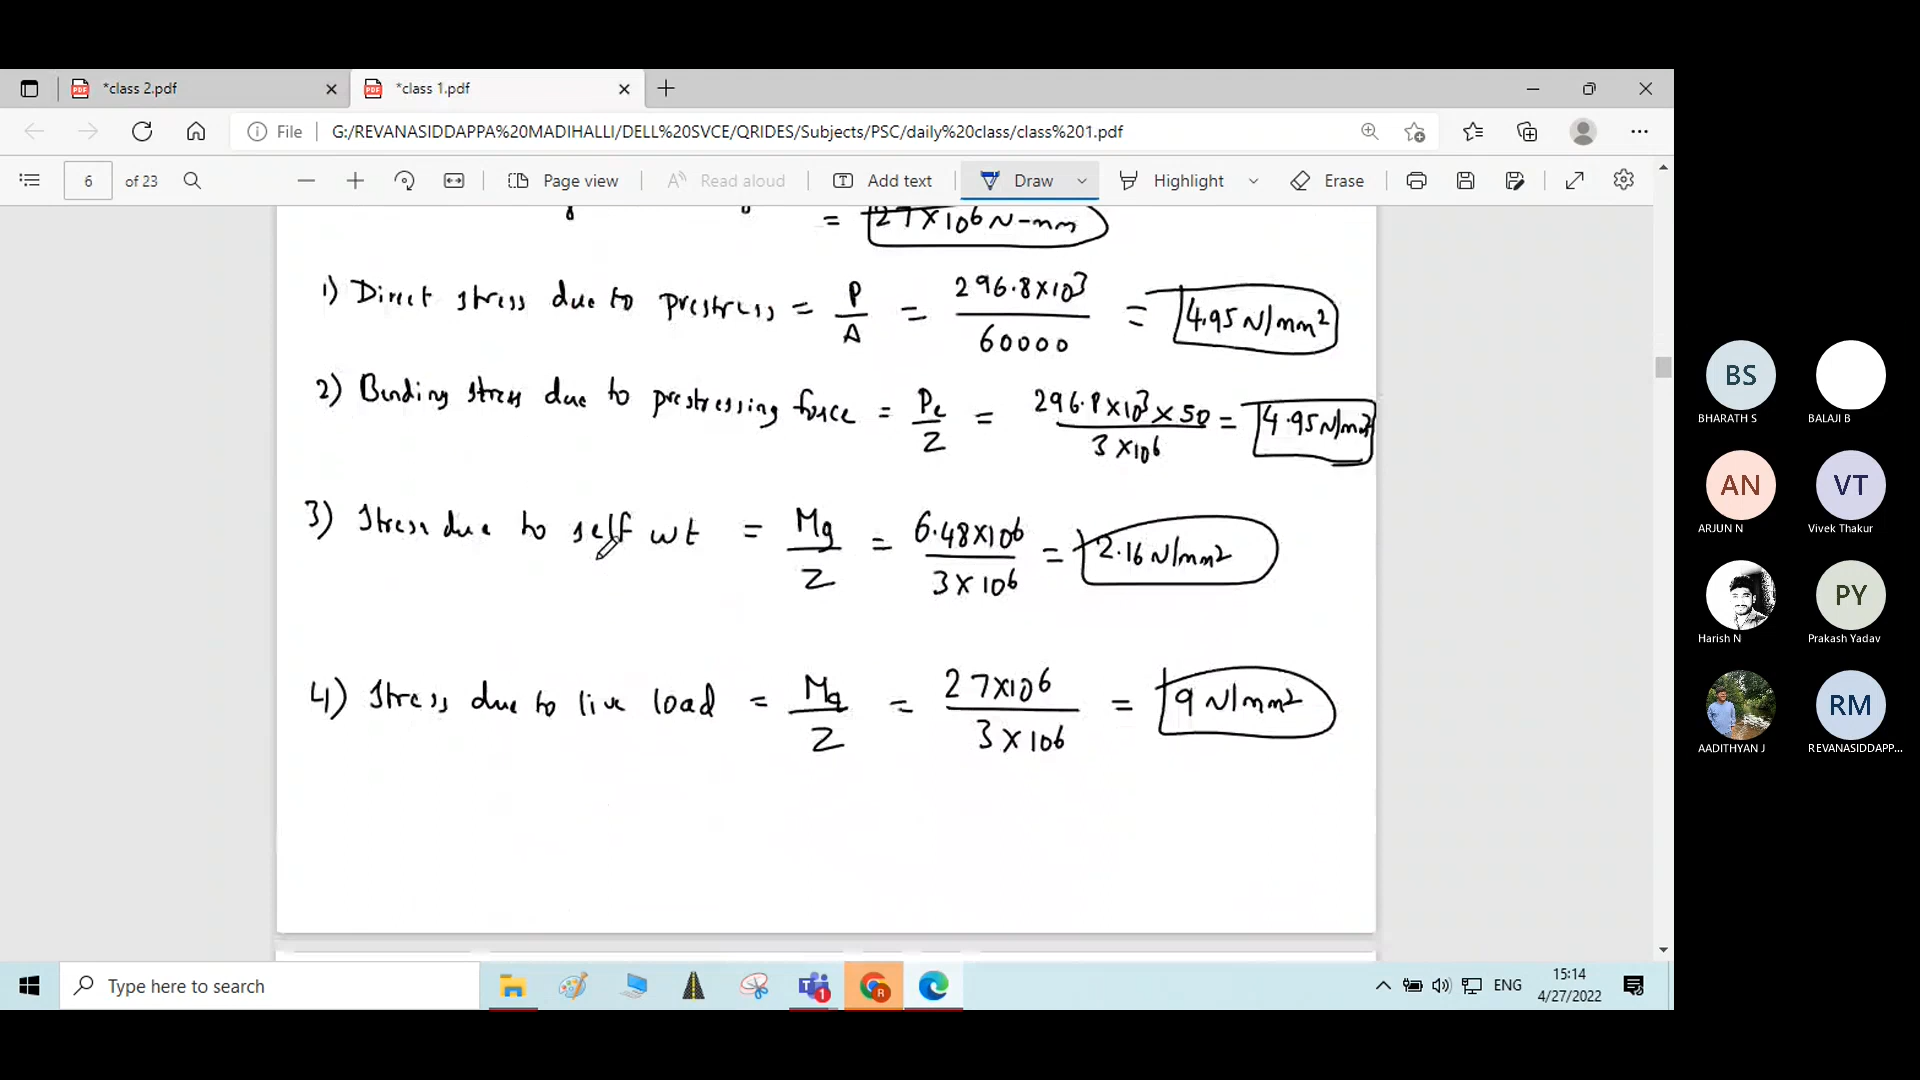 *class 2.pdf
*class 1.pdf
File
G:/REVANASIDDAPPA%20MADIHALLI/DELL%20SVCE/QRIDES/Subjects/PSC/daily%20class/class%201.pdf
6 of 23
Page view
Read aloud
Add text
Draw
Highlight
Erase
= 27×10⁶ N-mm
1) Direct stress due to prestress = P/A = 296.8×10³/60000 = 4.95 N/mm²
2) Bending stress due to prestressing force = Pe/Z = 296.8×10³×50/3×10⁶ = 4.95 N/mm²
3) Stress due to self wt = Mg/Z = 6.48×10⁶/3×10⁶ = 2.16 N/mm²
4) Stress due to live load = Mq/Z = 27×10⁶/3×10⁶ = 9 N/mm²
BS
BHARATH S
BALAJI B
AN
ARJUN N
VT
Vivek Thakur
Harish N
PY
Prakash Yadav
AADITHYAN J
RM
REVANASIDDAPP...
Type here to search
1
R
ENG
15:14
4/27/2022